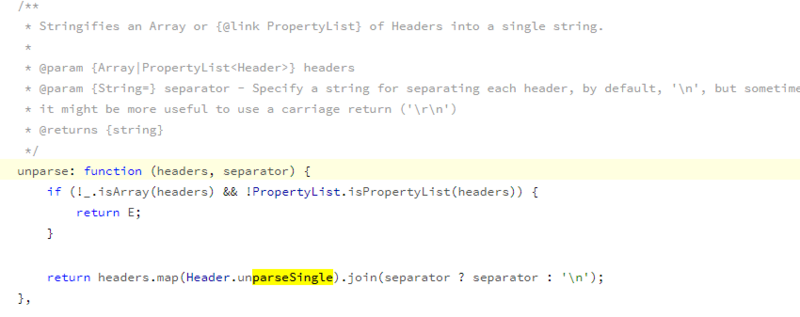 /**
 * Stringifies an Array or {@link PropertyList} of Headers into a single string.
 *
 * @param {Array|PropertyList<Header>} headers
 * @param {String=} separator - Specify a string for separating each header, by default, '\n', but sometime
 * it might be more useful to use a carriage return ('\r\n')
 * @returns {string}
 */
unparse: function (headers, separator) {
    if (!_.isArray(headers) && !PropertyList.isPropertyList(headers)) {
        return E;
    }

    return headers.map(Header.unparseSingle).join(separator ? separator : '\n');
},